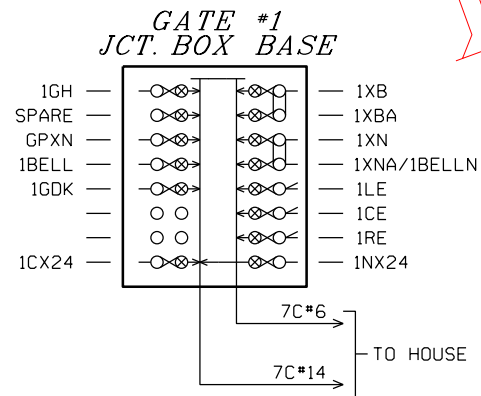 GATE #1
JCT. BOX BASE
1GH
SPARE
GPXN
1BELL
1GDK
1CX24
1XB
1XBA
1XN
1XNA/1BELLN
1LE
1CE
1RE
1NX24
7C#6
TO HOUSE
7C#14